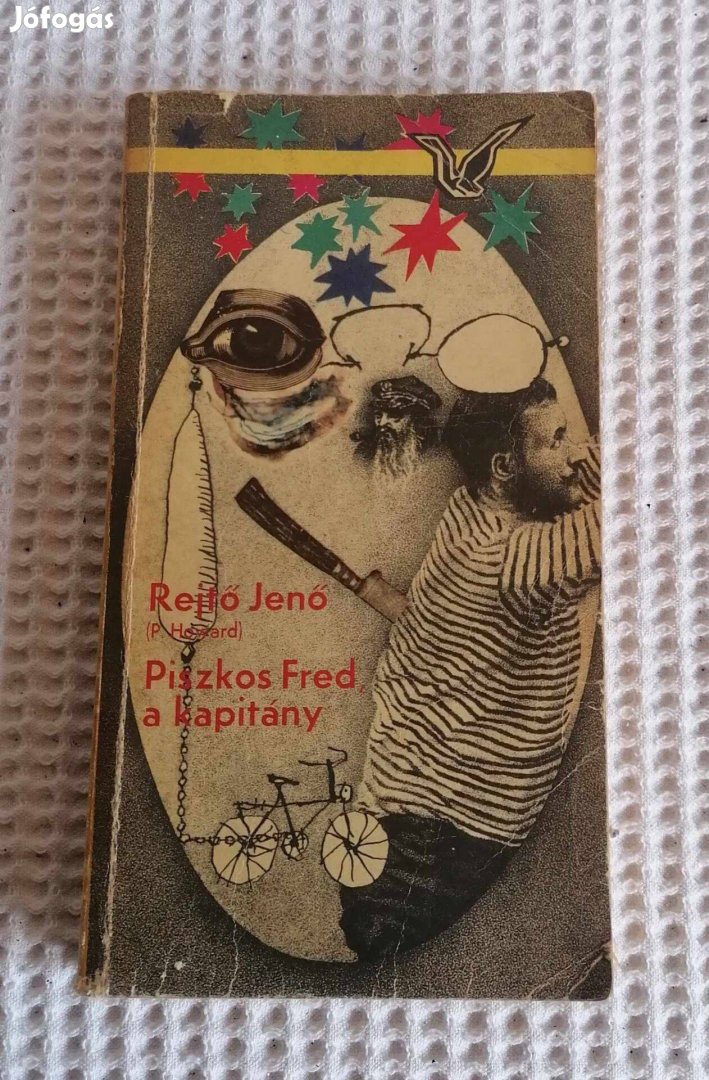 Jófogás
Rejtő Jenő
(P. Howard)
Piszkos Fred,
a kapitány